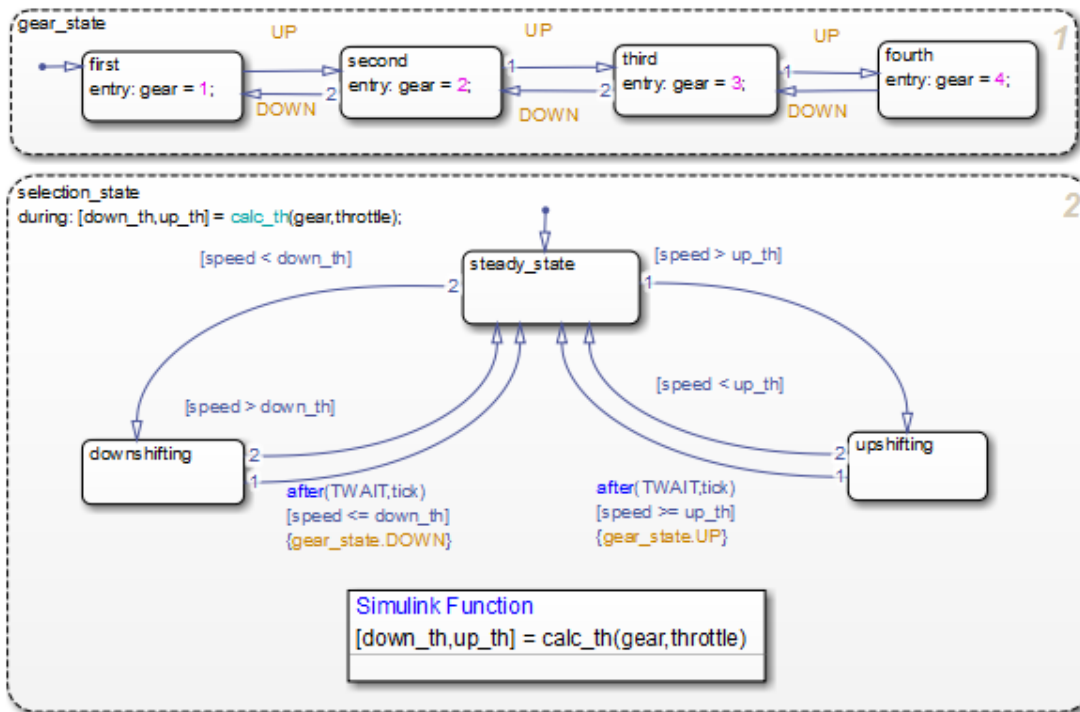 gear_state
1
UP
UP
UP
first
entry: gear = 1;
second
entry: gear = 2;
third
entry: gear = 3;
fourth
entry: gear = 4;
2
1
2
1
2
1
DOWN
DOWN
DOWN
selection_state
2
during: [down_th,up_th] = calc_th(gear,throttle);
[speed < down_th]
steady_state
[speed > up_th]
2
1
[speed > down_th]
[speed < up_th]
downshifting
2
1
upshifting
2
1
after(TWAIT,tick)
[speed <= down_th]
{gear_state.DOWN}
after(TWAIT,tick)
[speed >= up_th]
{gear_state.UP}
Simulink Function
[down_th,up_th] = calc_th(gear,throttle)